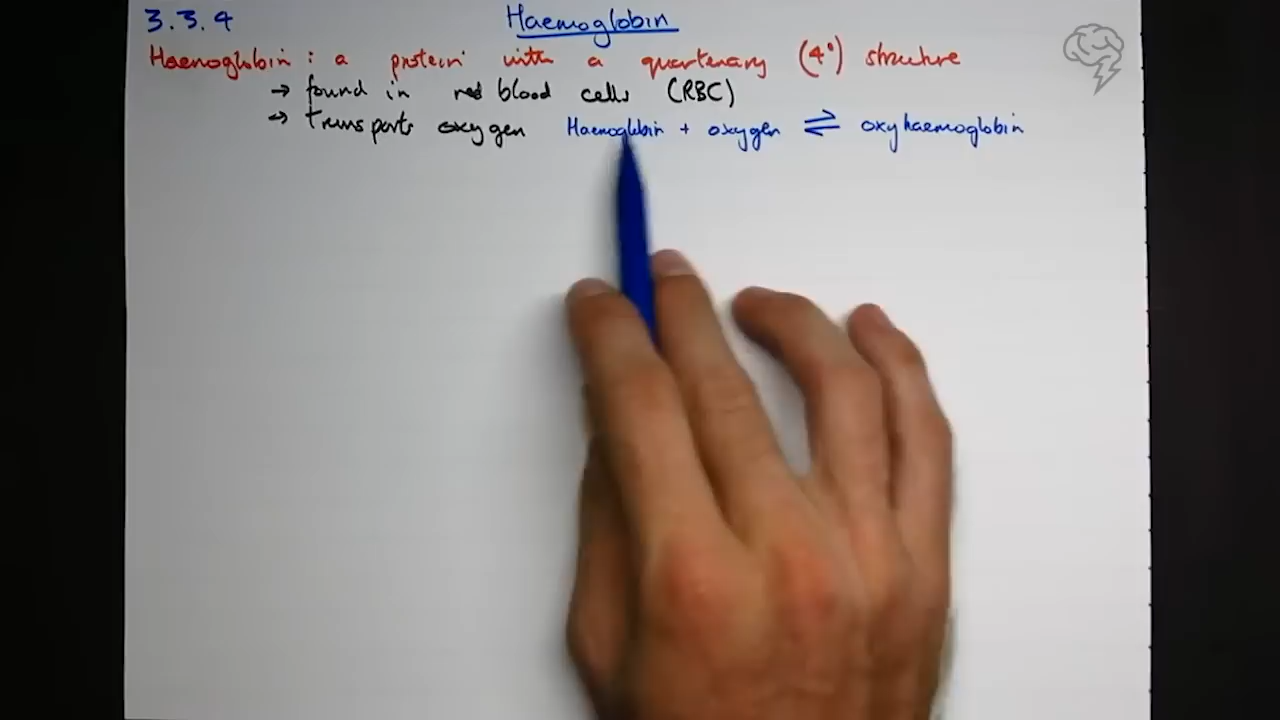 3.3.4 Haemoglobin
Haemoglobin : a protein with a quartenary (4°) structure
→ found in red blood cells (RBC)
→ transports oxygen Haemoglobin + oxygen ⇌ oxyhaemoglobin